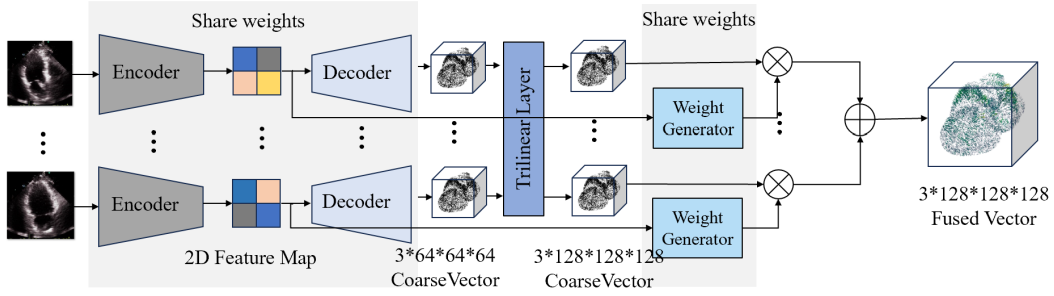 Share weights
Share weights
Encoder
Decoder
Trilinear Layer
Weight
Generator
Encoder
Decoder
Weight
Generator
3*128*128*128
Fused Vector
2D Feature Map
3*64*64*64
CoarseVector
3*128*128*128
CoarseVector